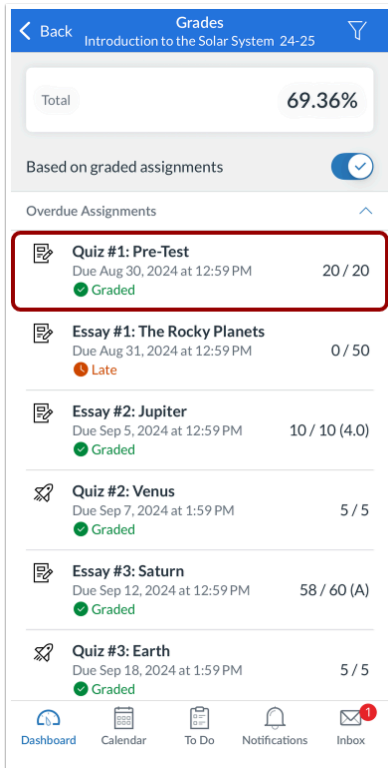 Back
Grades
Introduction to the Solar System 24-25
Total 69.36%
Based on graded assignments
Overdue Assignments
Quiz #1: Pre-Test
Due Aug 30, 2024 at 12:59 PM 20 / 20
Graded
Essay #1: The Rocky Planets
Due Aug 31, 2024 at 12:59 PM 0 / 50
Late
Essay #2: Jupiter
Due Sep 5, 2024 at 12:59 PM 10 / 10 (4.0)
Graded
Quiz #2: Venus
Due Sep 7, 2024 at 1:59 PM 5 / 5
Graded
Essay #3: Saturn
Due Sep 12, 2024 at 12:59 PM 58 / 60 (A)
Graded
Quiz #3: Earth
Due Sep 18, 2024 at 1:59 PM 5 / 5
Graded
1
Dashboard Calendar To Do Notifications Inbox